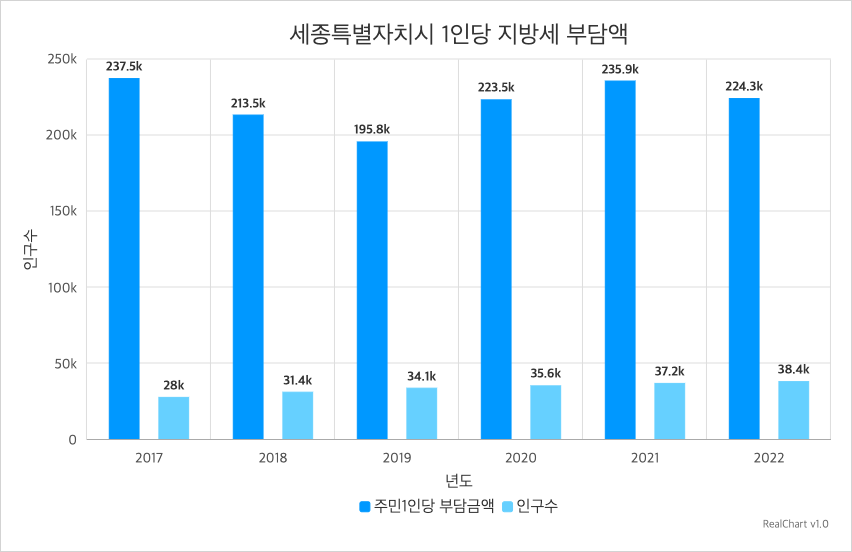 세종특별자치시 1인당 지방세 부담액
250k
200k
150k
100k
50k
0
인구수
237.5k
213.5k
195.8k
223.5k
235.9k
224.3k
28k
31.4k
34.1k
35.6k
37.2k
38.4k
2017 2018 2019 2020 2021 2022
년도
주민1인당 부담금액 인구수
RealChart v1.0